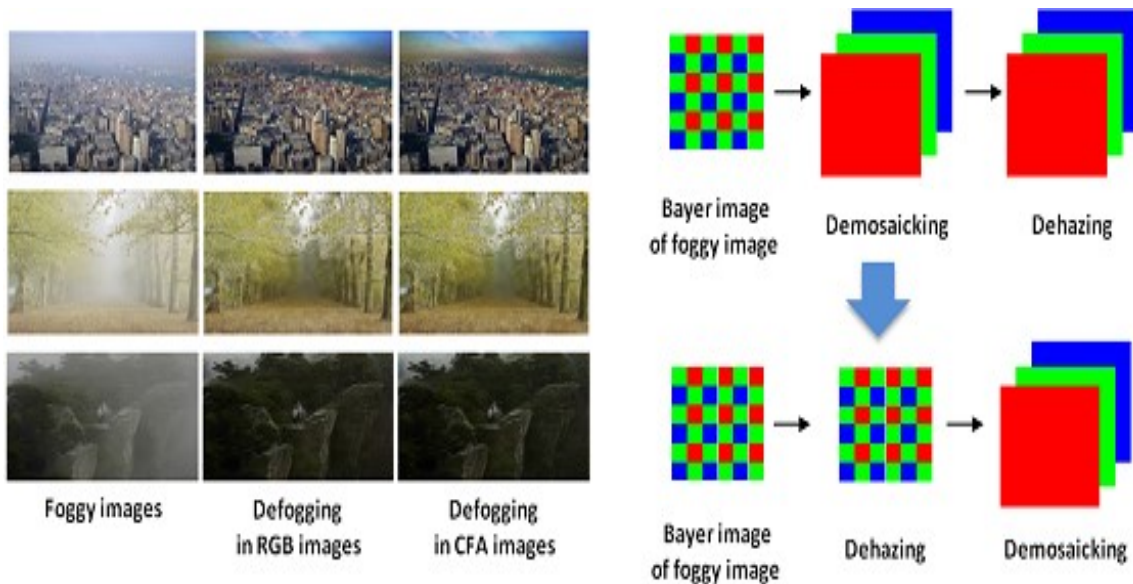 Foggy images
Defogging
in RGB images
Defogging
in CFA images
Bayer image
of foggy image
Demosaicking
Dehazing
Bayer image
of foggy image
Dehazing
Demosaicking